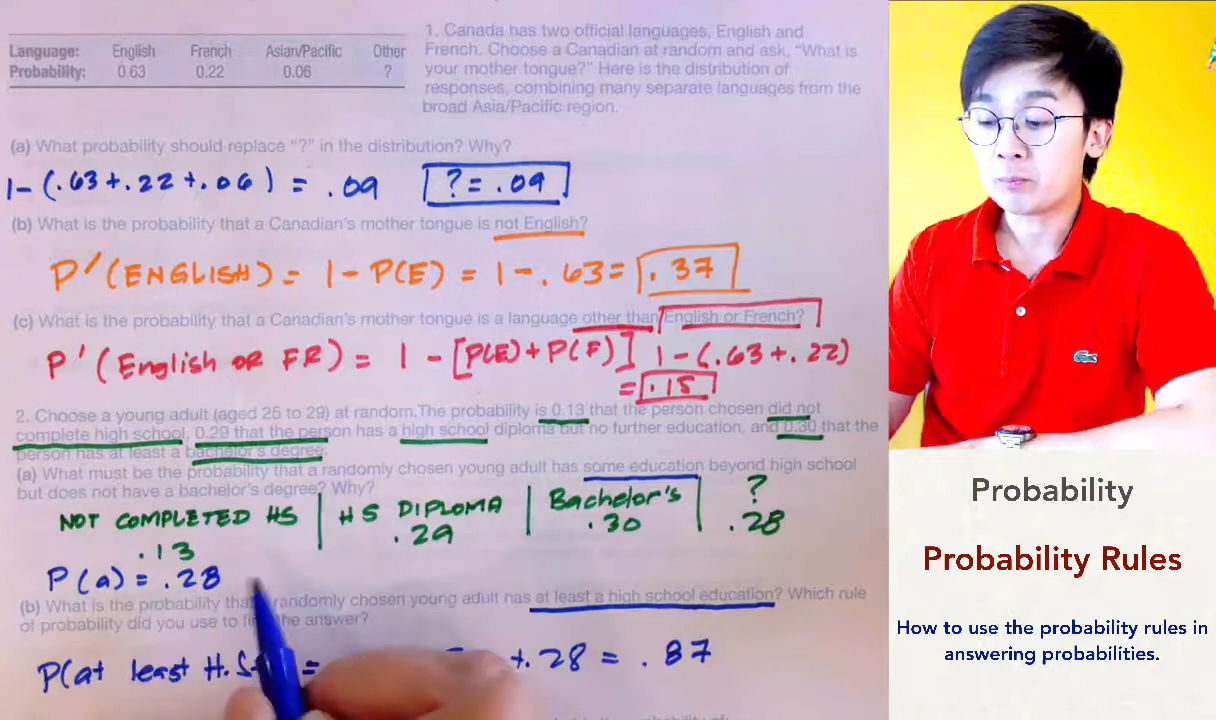 Language: English French Asian/Pacific Other
Probability: 0.63 0.22 0.06 ?
1. Canada has two official languages, English and
French. Choose a Canadian at random and ask, "What is
your mother tongue?" Here is the distribution of
responses, combining many separate languages from the
broad Asia/Pacific region.
(a) What probability should replace "?" in the distribution? Why?
1-(.63+.22+.06) = .09 ? = .09
(b) What is the probability that a Canadian's mother tongue is not English?
P'(ENGLISH) = 1 - P(E) = 1 - .63 = .37
(c) What is the probability that a Canadian's mother tongue is a language other than English or French?
P'(English OR FR) = 1 - [P(E)+P(F)] 1-(.63+.22)
= .15
2. Choose a young adult (aged 25 to 29) at random.The probability is 0.13 that the person chosen did not
complete high school, 0.29 that the person has a high school diploma but no further education, and 0.30 that the
person has at least a bachelor's degree.
(a) What must be the probability that a randomly chosen young adult has some education beyond high school
but does not have a bachelor's degree? Why?
NOT COMPLETED HS | HS DIPLOMA | Bachelor's | ?
.13 .29 .30 .28
P(a) = .28
(b) What is the probability that randomly chosen young adult has at least a high school education? Which rule
of probability did you use to the answer?
P(at least H.S = +.28 = .87
Probability
Probability Rules
How to use the probability rules in
answering probabilities.